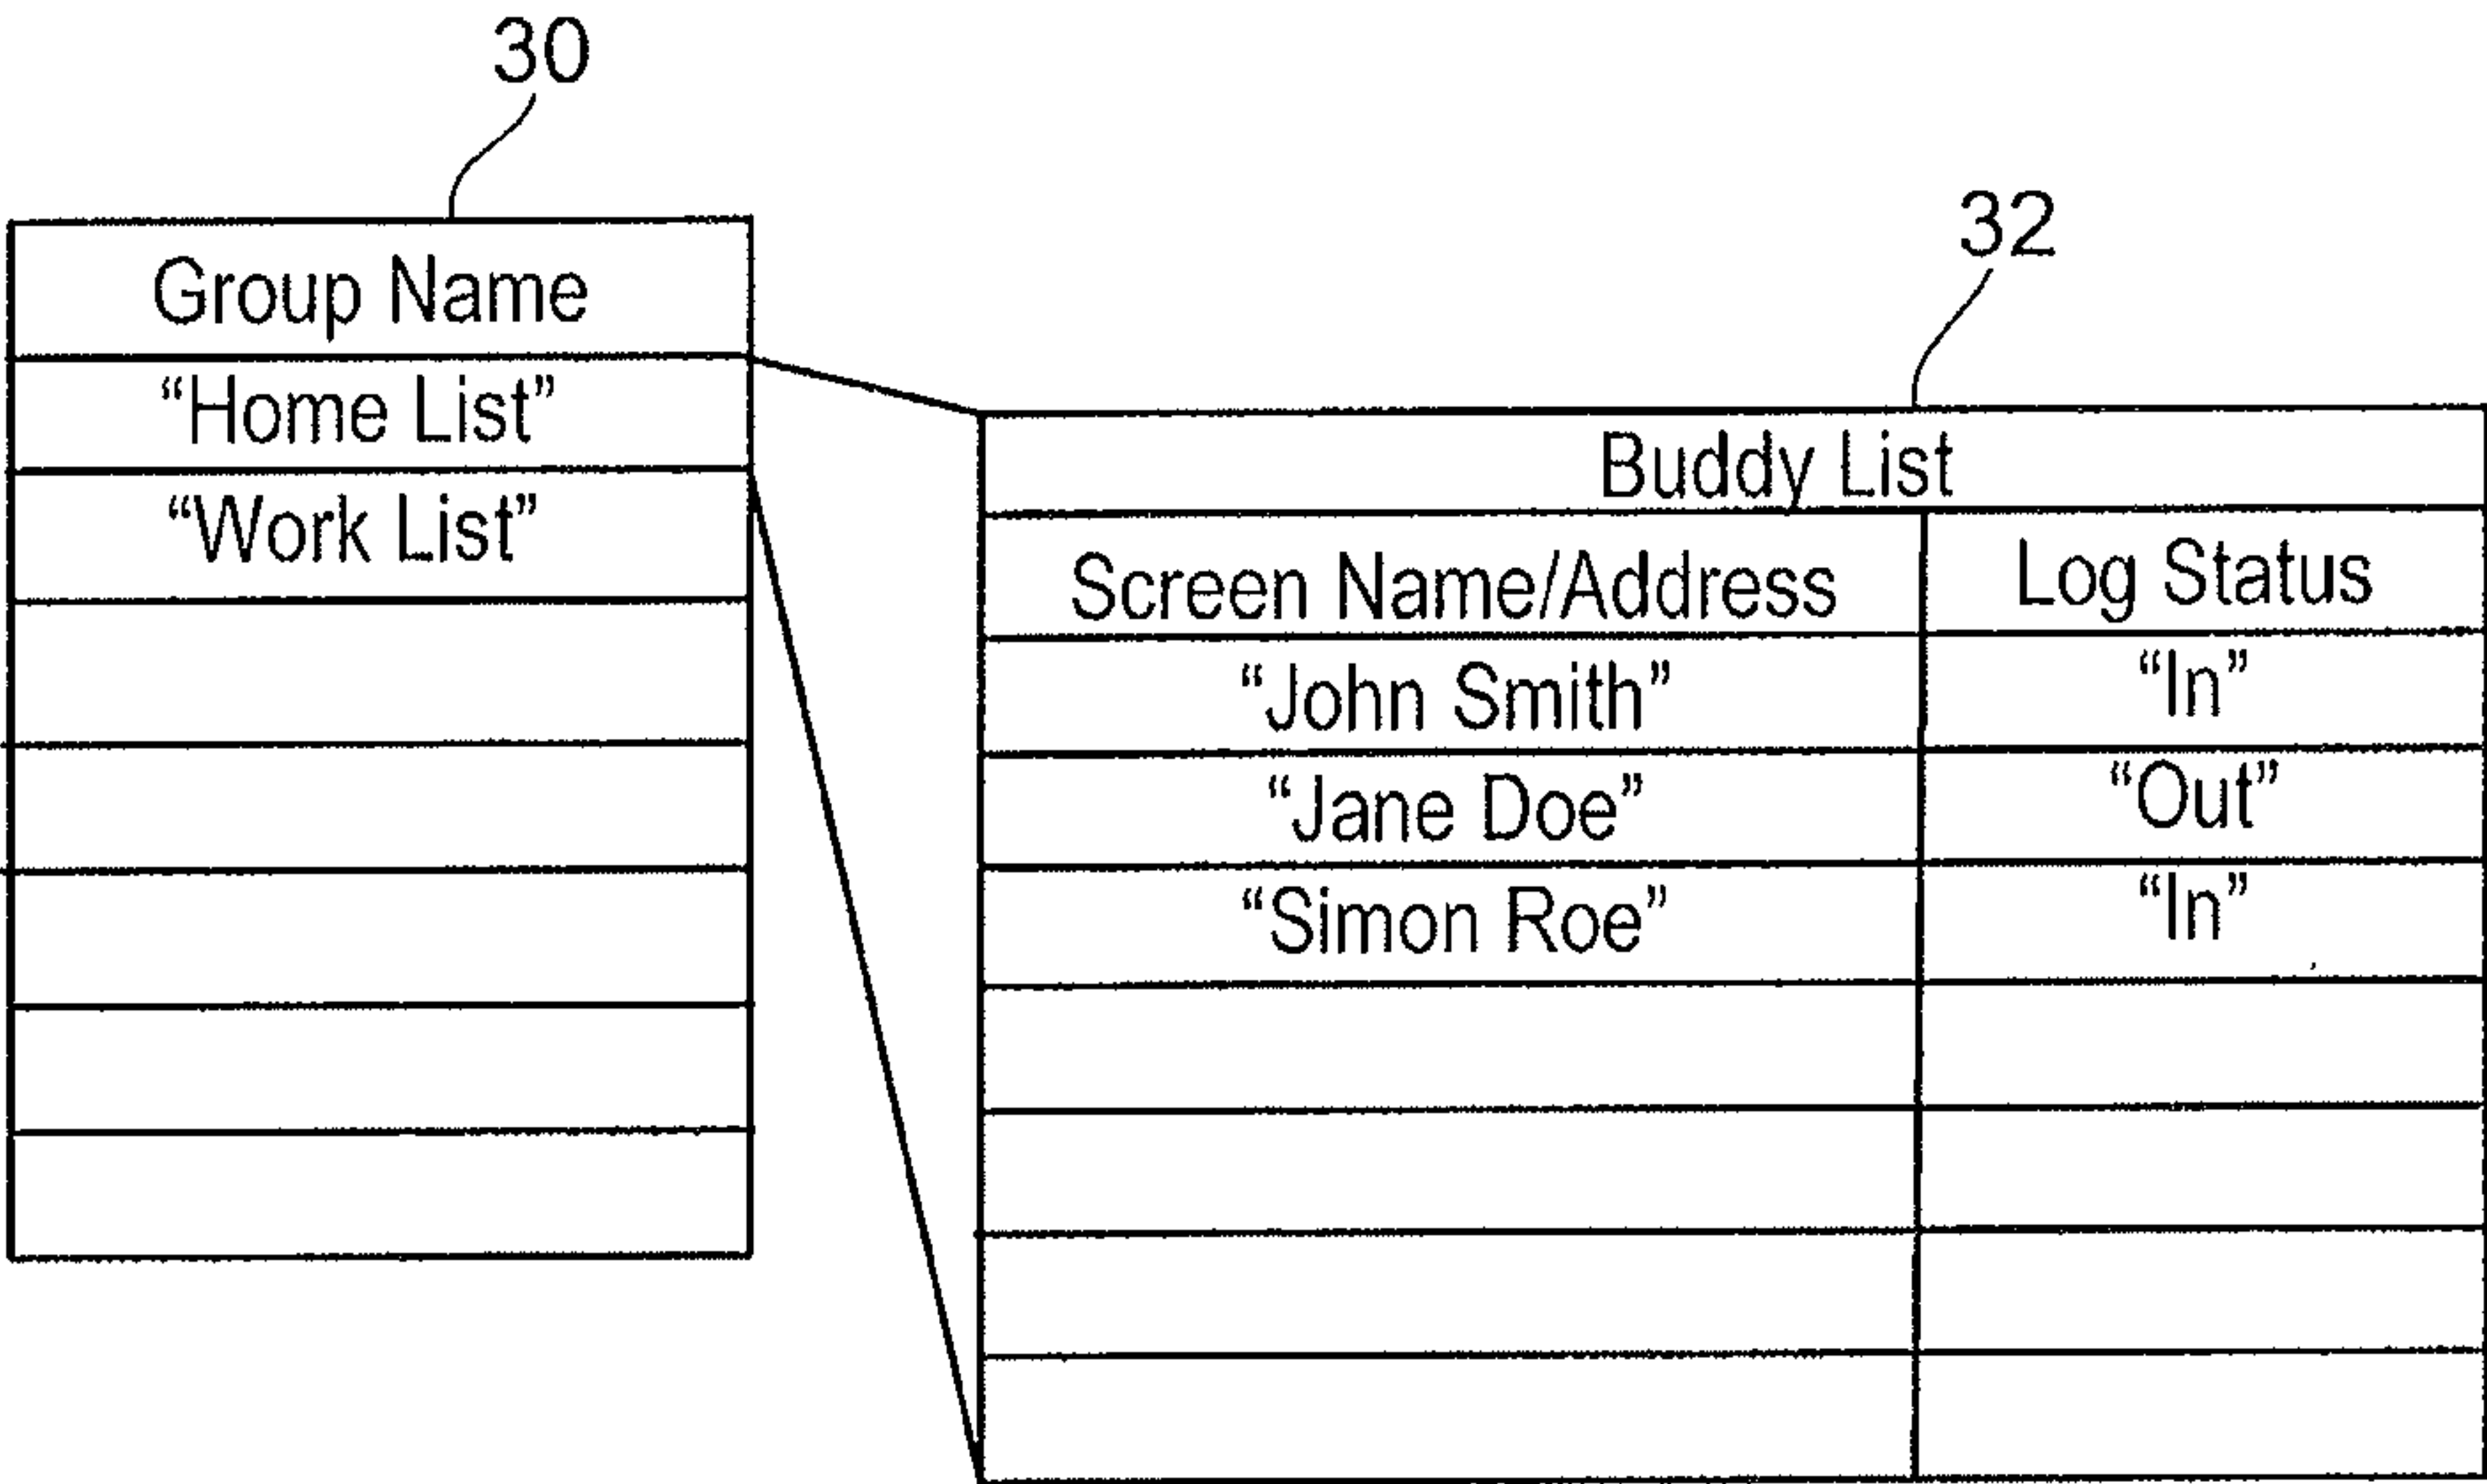 30
Group Name
“Home List”
“Work List”
32
Buddy List
Screen Name/Address Log Status
“John Smith” “In”
“Jane Doe” “Out”
“Simon Roe” “In”